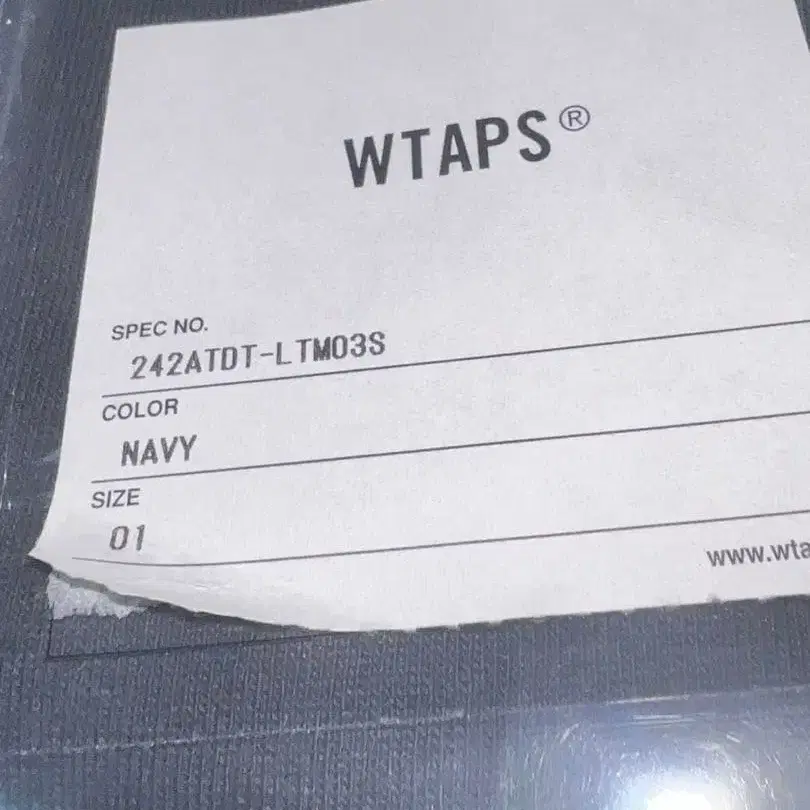 WTAPS®
SPEC NO.
242ATDT-LTM03S
COLOR
NAVY
SIZE
01
www.wta